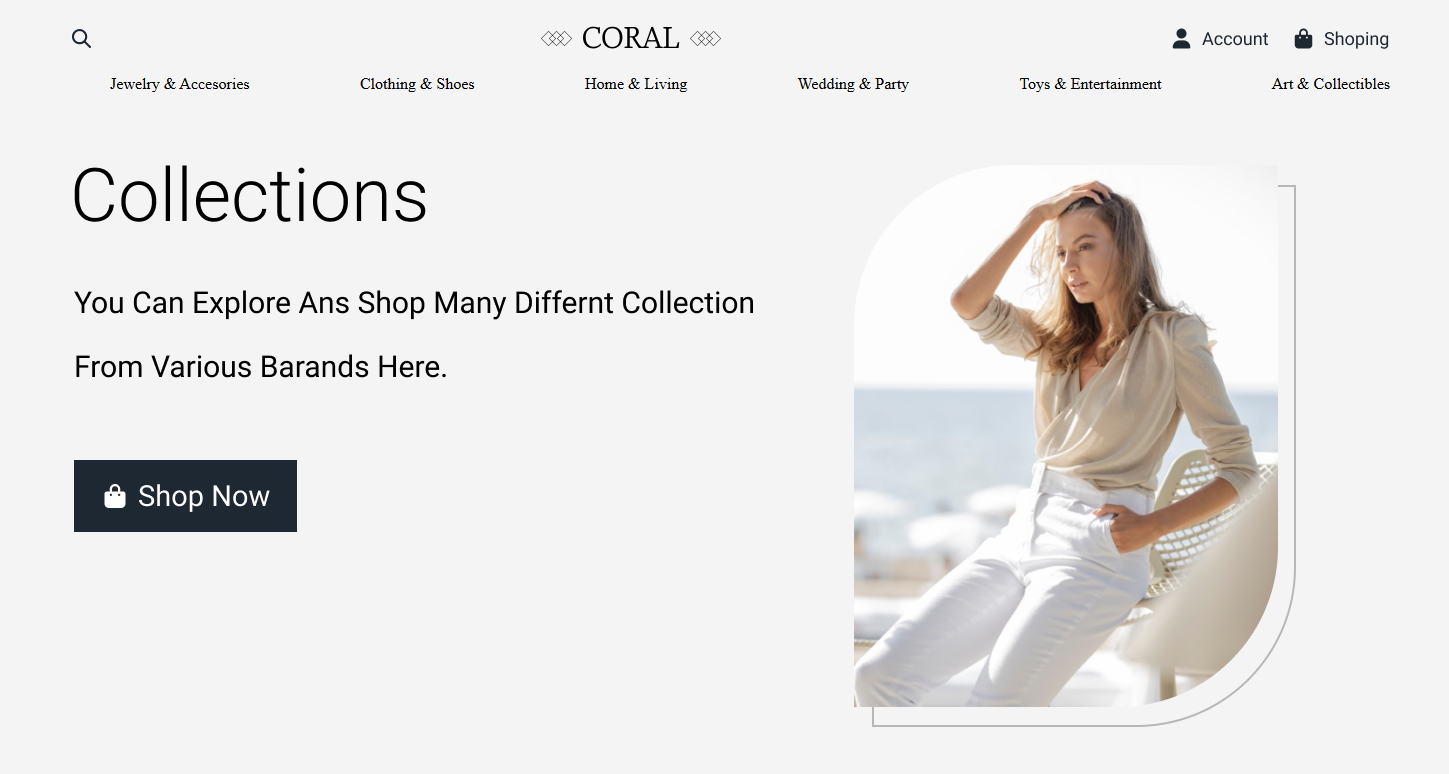 CORAL
Account
Shoping
Jewelry & Accesories
Clothing & Shoes
Home & Living
Wedding & Party
Toys & Entertainment
Art & Collectibles
Collections
You Can Explore Ans Shop Many Differnt Collection
From Various Barands Here.
Shop Now